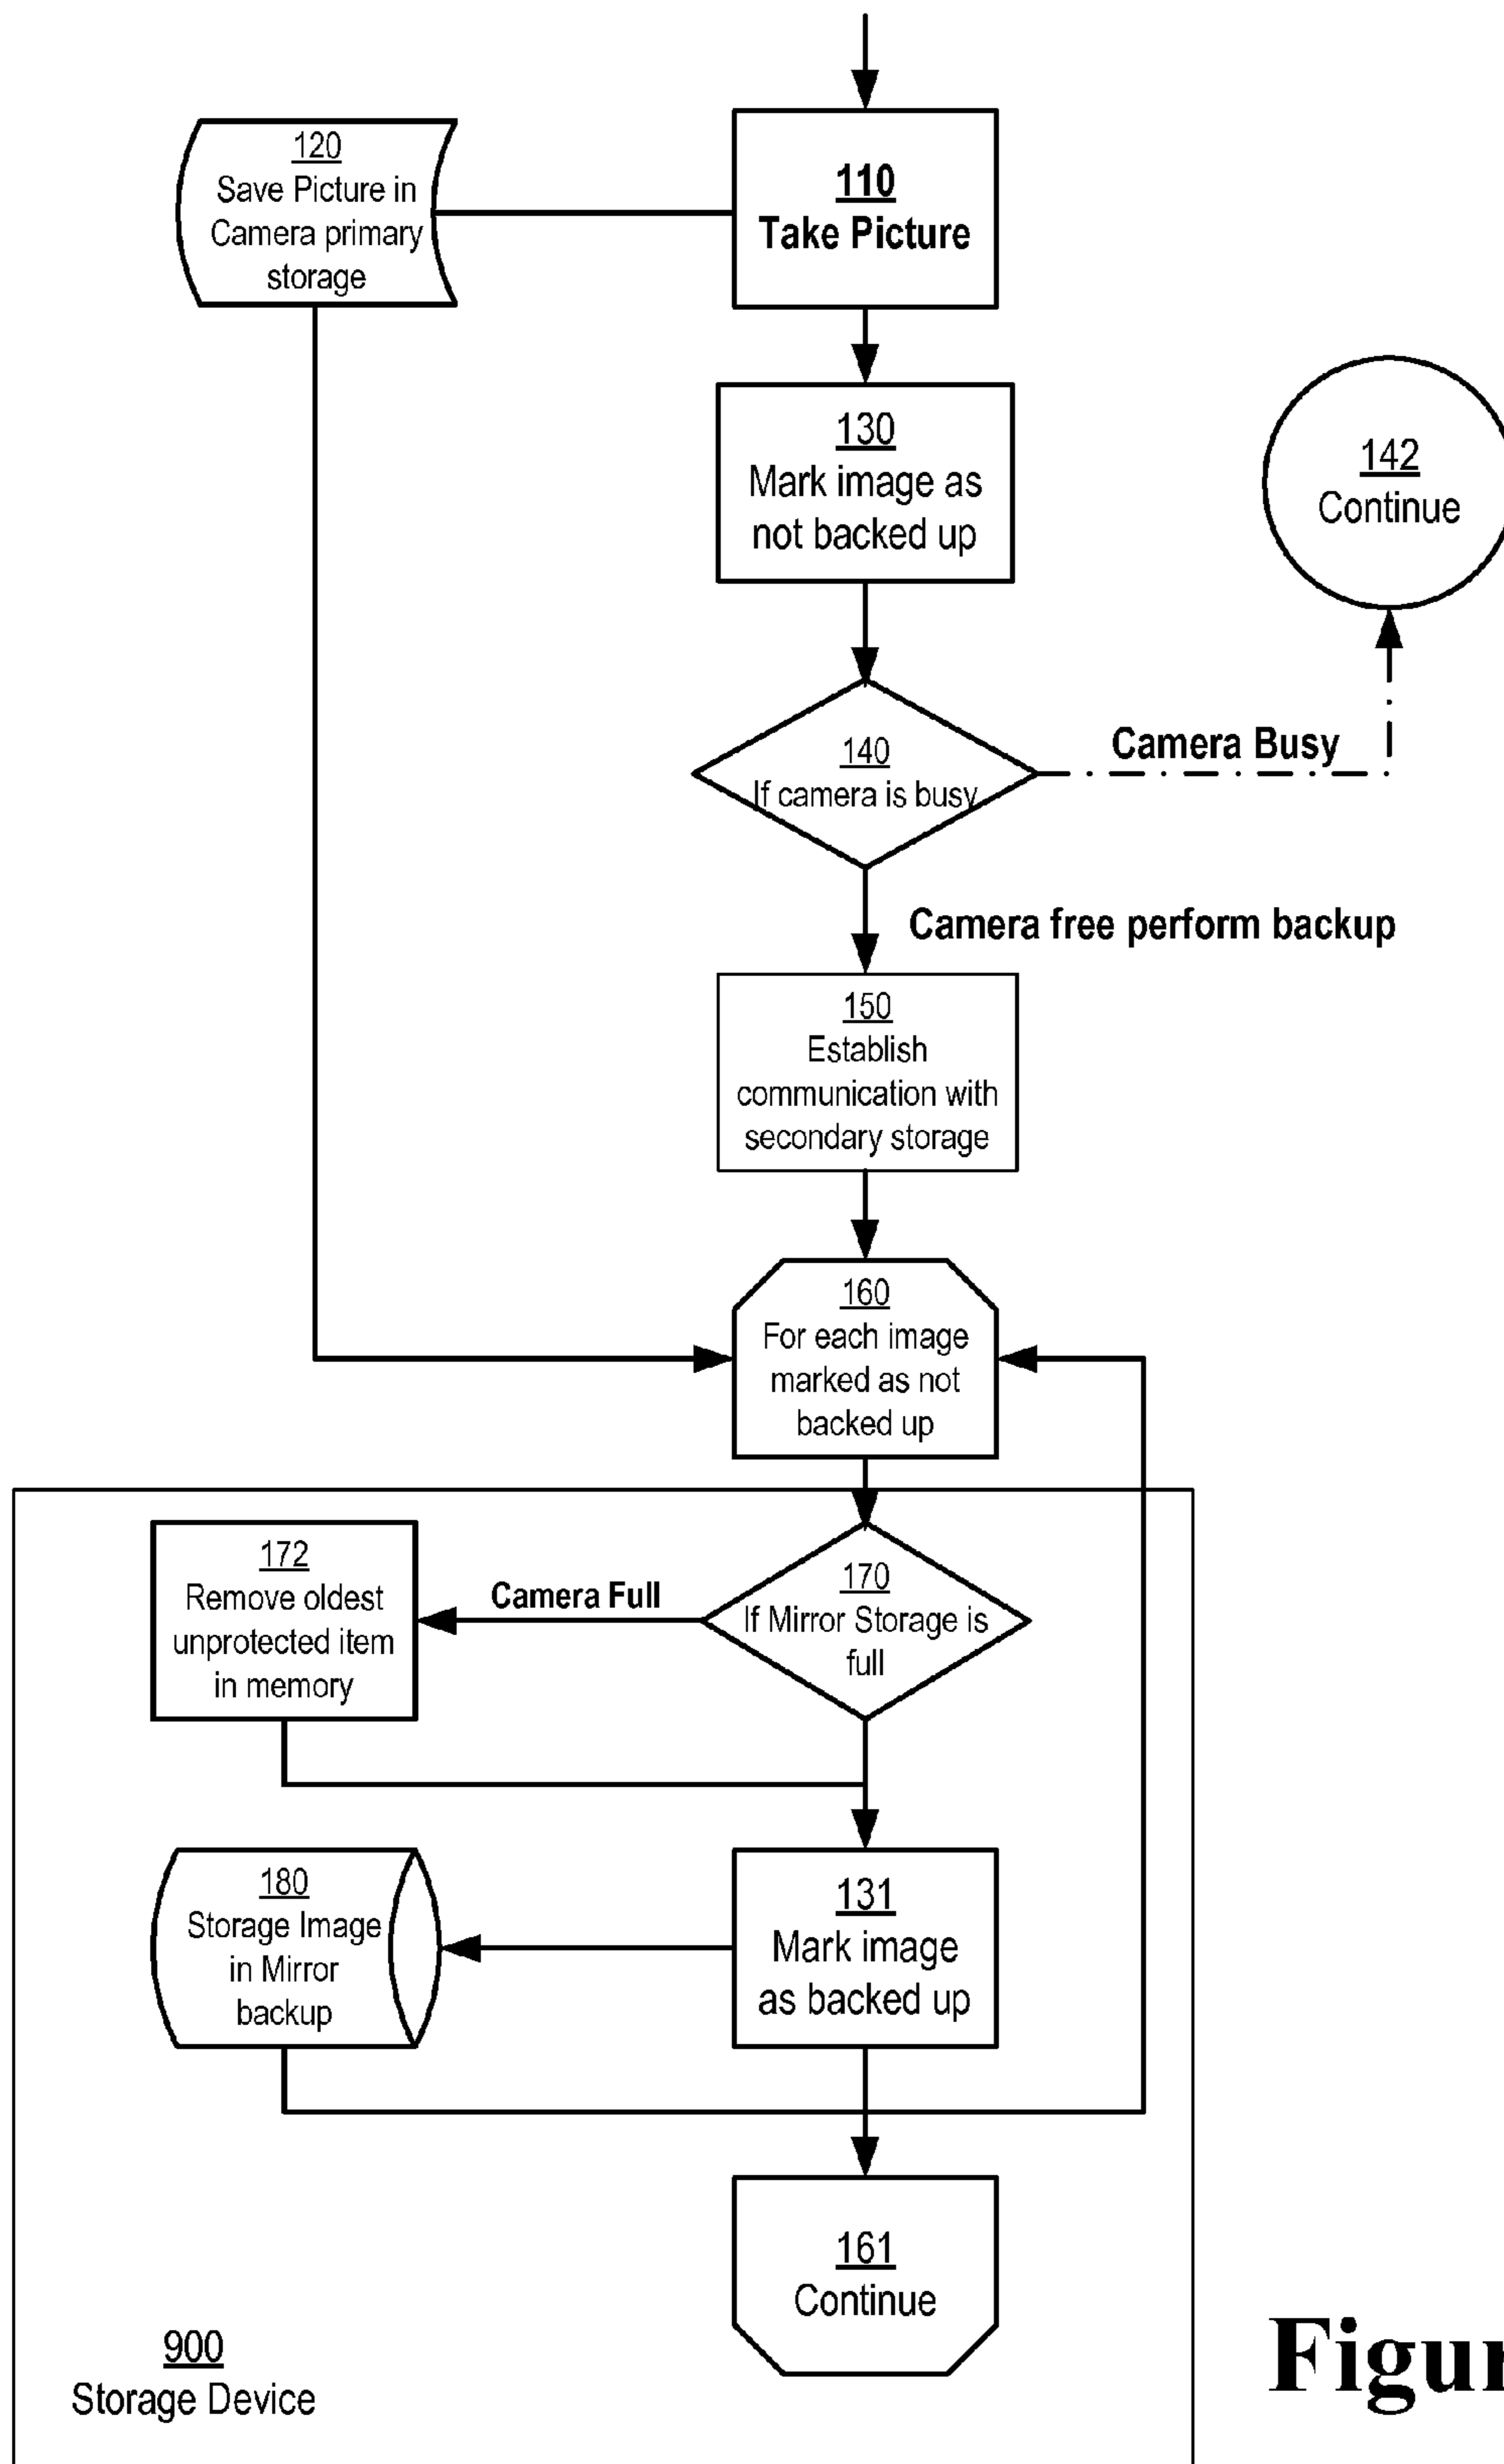 120
Save Picture in
Camera primary
storage
110
Take Picture
130
Mark image as
not backed up
142
Continue
140
If camera is busy
Camera Busy
Camera free perform backup
150
Establish
communication with
secondary storage
160
For each image
marked as not
backed up
172
Remove oldest
unprotected item
in memory
Camera Full
170
If Mirror Storage is
full
180
Storage Image
in Mirror
backup
131
Mark image
as backed up
161
Continue
900
Storage Device